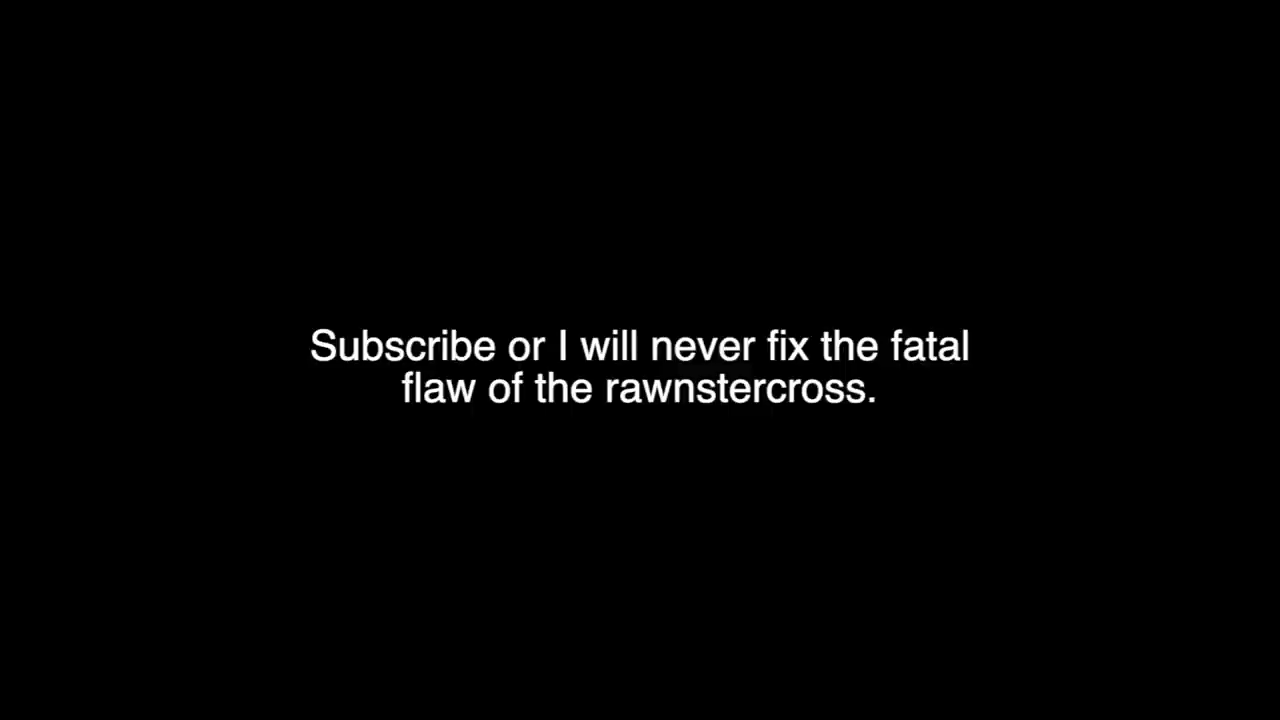 Subscribe or I will never fix the fatal
flaw of the rawnstercross.